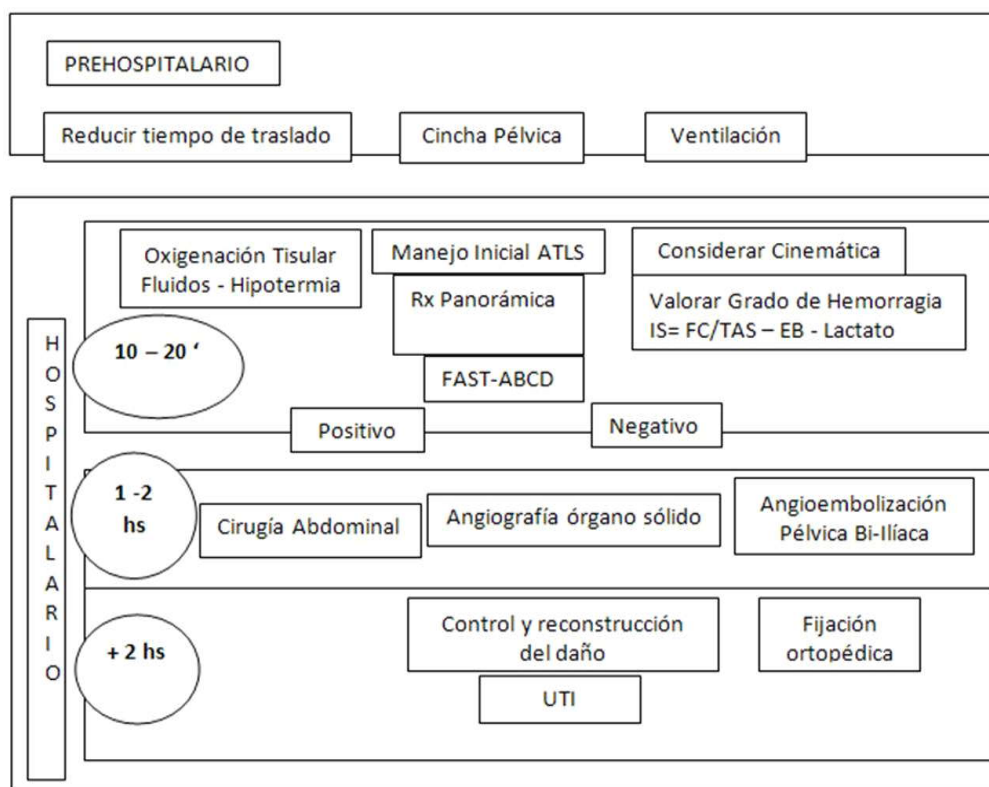 PREHOSPITALARIO
Reducir tiempo de traslado
Cincha Pélvica
Ventilación
HOSPITALARIO
Oxigenación Tisular
Fluidos - Hipotermia
Manejo Inicial ATLS
Considerar Cinemática
Rx Panorámica
Valorar Grado de Hemorragia
IS= FC/TAS – EB - Lactato
10 – 20 ‘
FAST-ABCD
Positivo
Negativo
1 -2
hs
Cirugía Abdominal
Angiografía órgano sólido
Angioembolización
Pélvica Bi-Ilíaca
+ 2 hs
Control y reconstrucción
del daño
Fijación
ortopédica
UTI